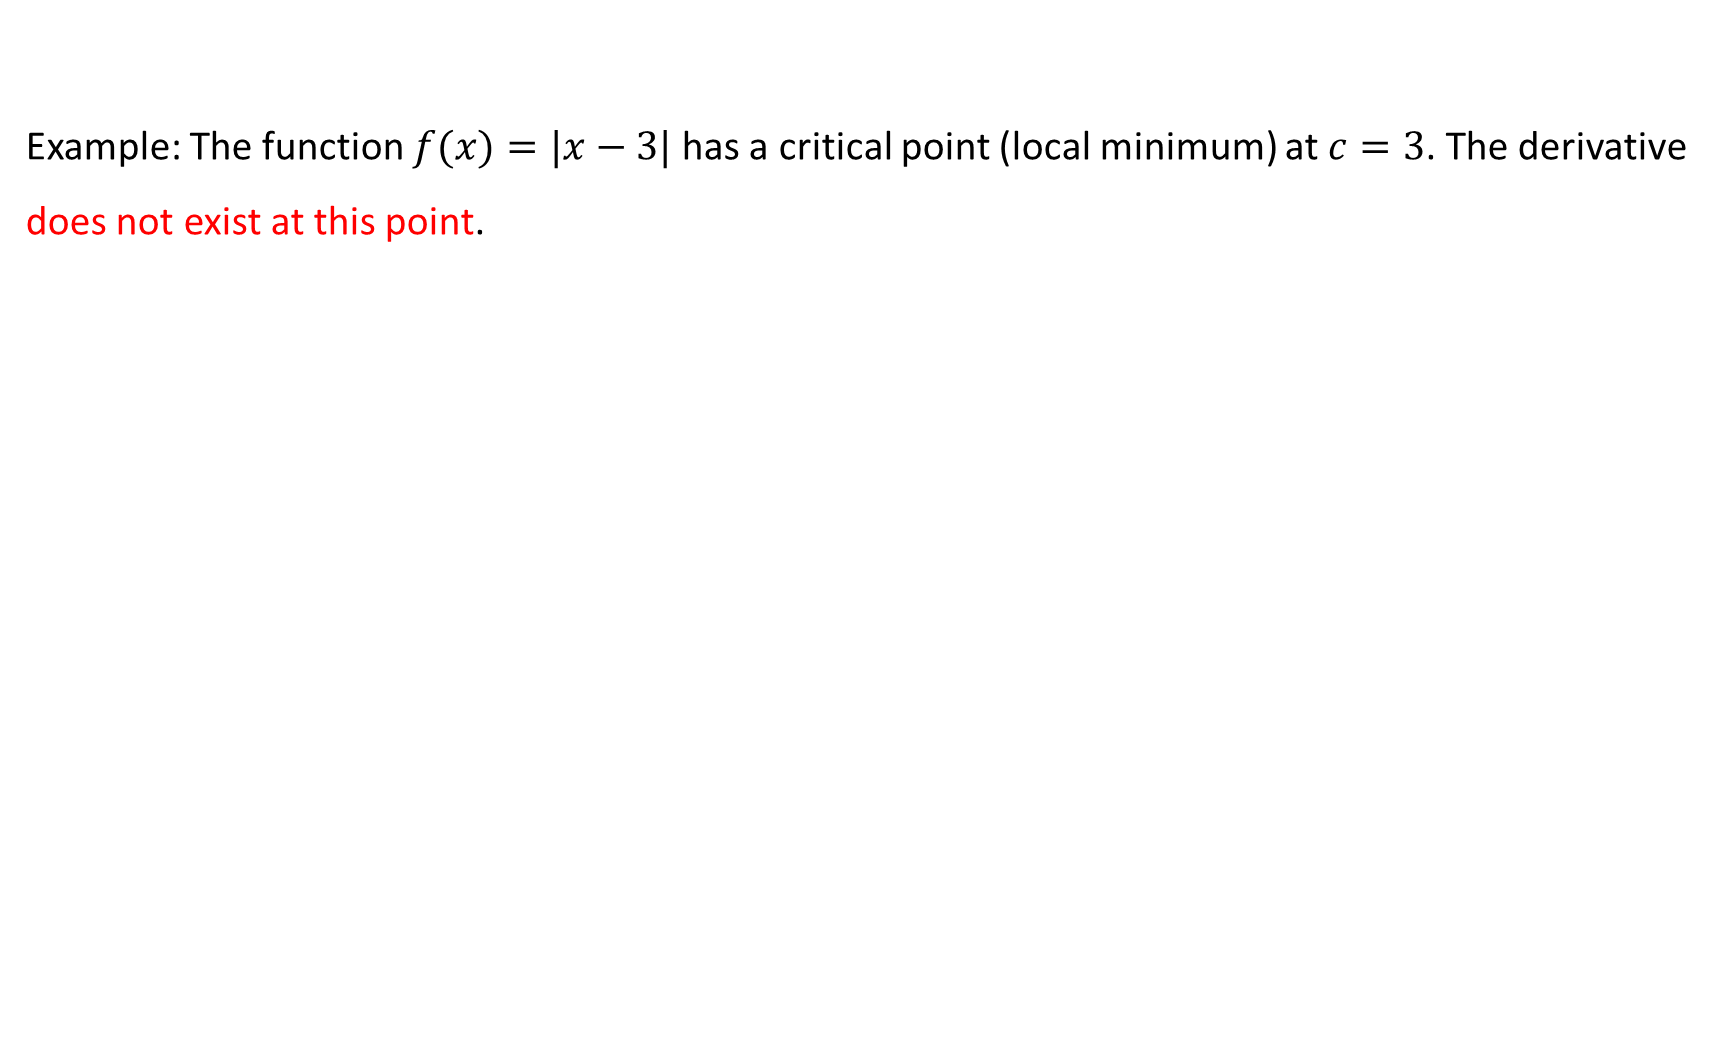 Example: The function 𝑓(𝑥) = |𝑥 − 3| has a critical point (local minimum) at 𝑐 = 3. The derivative
does not exist at this point.